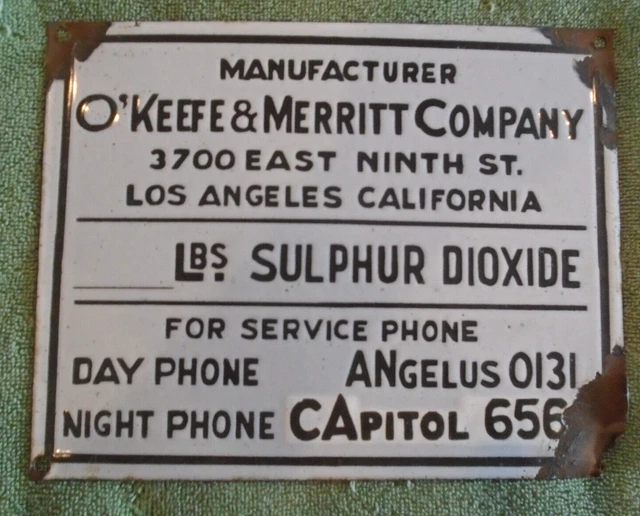 MANUFACTURER
O'KEEFE & MERRITT COMPANY
3700 EAST NINTH ST.
LOS ANGELES CALIFORNIA
______LBS. SULPHUR DIOXIDE
FOR SERVICE PHONE
DAY PHONE ANGELUS 0131
NIGHT PHONE CAPITOL 656